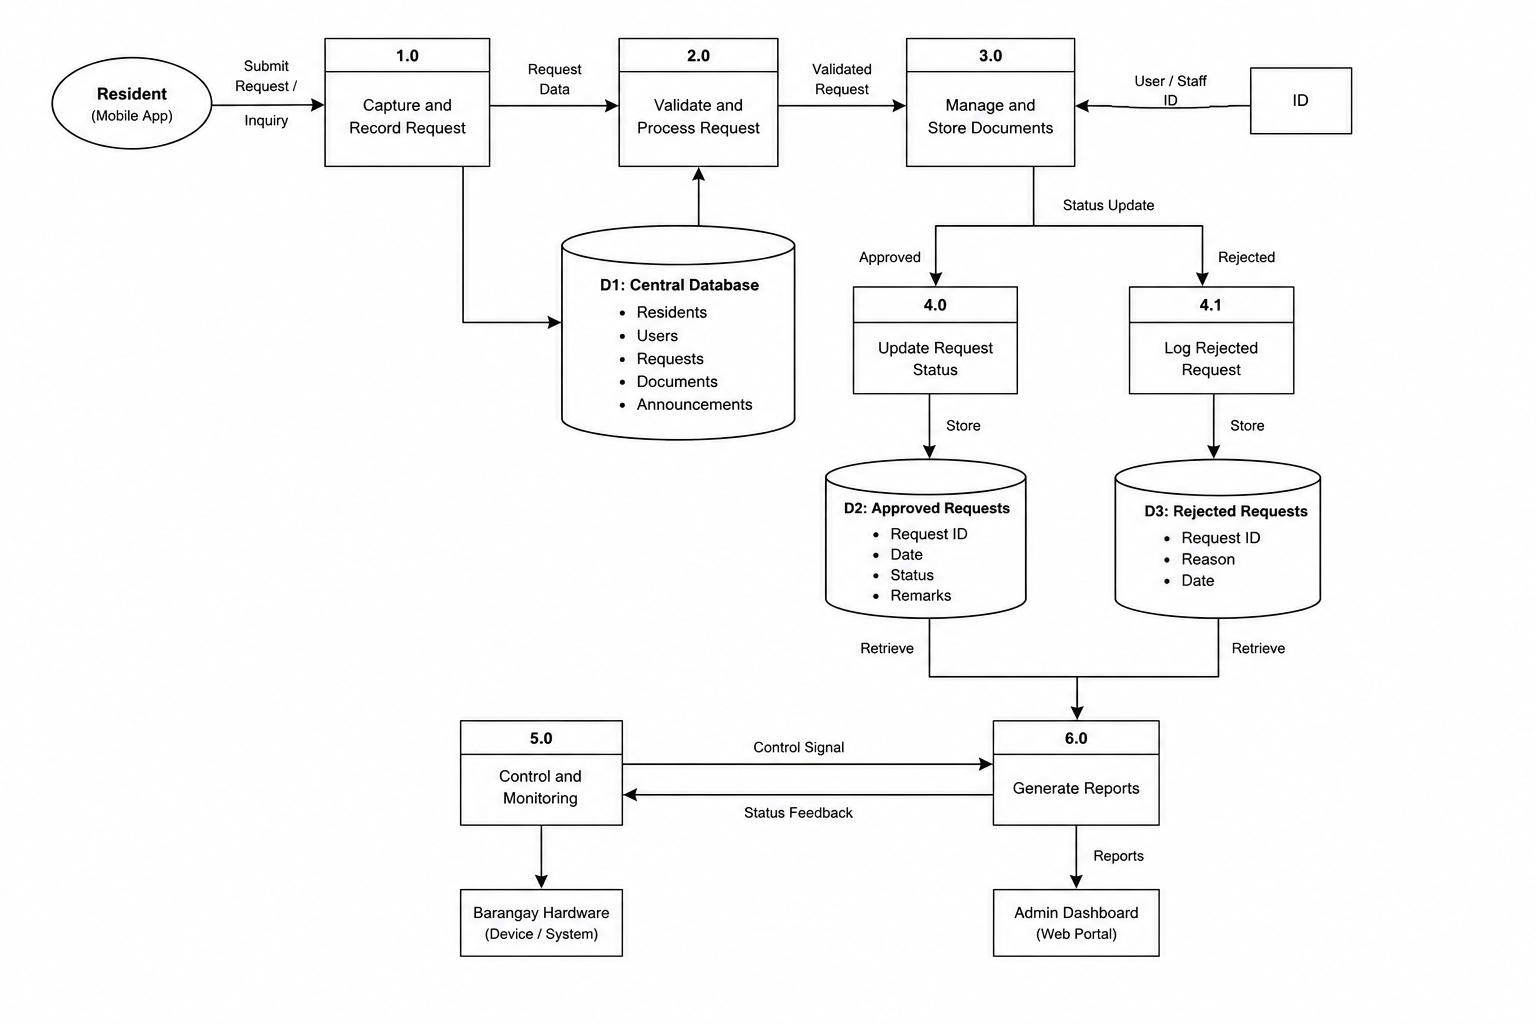 Resident
(Mobile App)
Submit
Request /
Inquiry
1.0
Capture and
Record Request
Request
Data
2.0
Validate and
Process Request
Validated
Request
3.0
Manage and
Store Documents
User / Staff
ID
ID
D1: Central Database
• Residents
• Users
• Requests
• Documents
• Announcements
Status Update
Approved
Rejected
4.0
Update Request
Status
4.1
Log Rejected
Request
Store
Store
D2: Approved Requests
• Request ID
• Date
• Status
• Remarks
D3: Rejected Requests
• Request ID
• Reason
• Date
Retrieve
Retrieve
5.0
Control and
Monitoring
Control Signal
Status Feedback
6.0
Generate Reports
Reports
Barangay Hardware
(Device / System)
Admin Dashboard
(Web Portal)